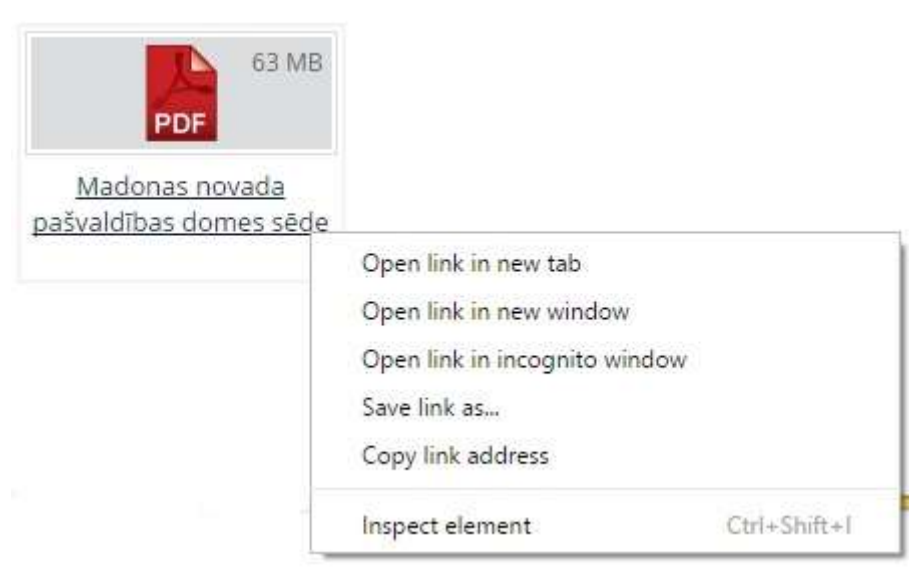 63 MB
PDF
Madonas novada
pašvaldības domes sēde
Open link in new tab
Open link in new window
Open link in incognito window
Save link as...
Copy link address
Inspect element Ctrl+Shift+I